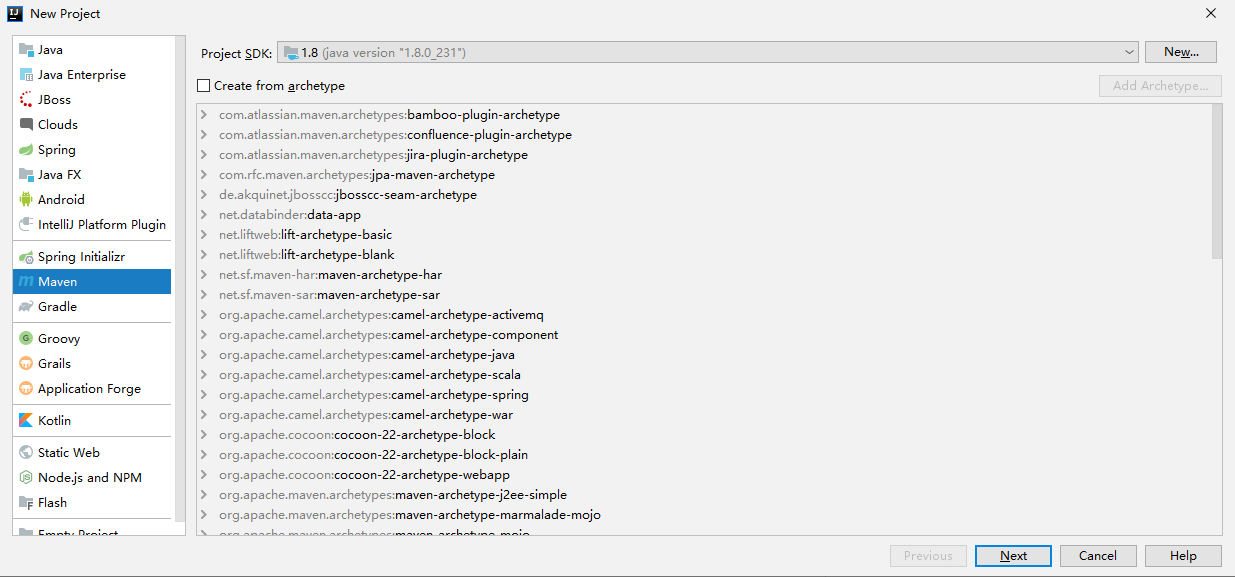 New Project
Java
Java Enterprise
JBoss
Clouds
Spring
Java FX
Android
IntelliJ Platform Plugin
Spring Initializr
Maven
Gradle
Groovy
Grails
Application Forge
Kotlin
Static Web
Node.js and NPM
Flash
Empty Project
Project SDK: 1.8 (java version "1.8.0_231") New...
Create from archetype Add Archetype...
com.atlassian.maven.archetypes:bamboo-plugin-archetype
com.atlassian.maven.archetypes:confluence-plugin-archetype
com.atlassian.maven.archetypes:jira-plugin-archetype
com.rfc.maven.archetypes:jpa-maven-archetype
de.akquinet.jbosscc:jbosscc-seam-archetype
net.databinder:data-app
net.liftweb:lift-archetype-basic
net.liftweb:lift-archetype-blank
net.sf.maven-har:maven-archetype-har
net.sf.maven-sar:maven-archetype-sar
org.apache.camel.archetypes:camel-archetype-activemq
org.apache.camel.archetypes:camel-archetype-component
org.apache.camel.archetypes:camel-archetype-java
org.apache.camel.archetypes:camel-archetype-scala
org.apache.camel.archetypes:camel-archetype-spring
org.apache.camel.archetypes:camel-archetype-war
org.apache.cocoon:cocoon-22-archetype-block
org.apache.cocoon:cocoon-22-archetype-block-plain
org.apache.cocoon:cocoon-22-archetype-webapp
org.apache.maven.archetypes:maven-archetype-j2ee-simple
org.apache.maven.archetypes:maven-archetype-marmalade-mojo
org.apache.maven.archetypes:maven-archetype-mojo
Previous Next Cancel Help